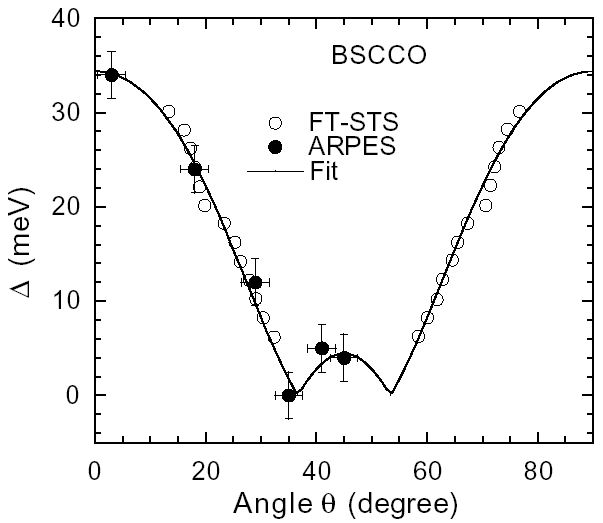 40
30
20
10
0
Δ (meV)
BSCCO
FT-STS
ARPES
Fit
0 20 40 60 80
Angle θ (degree)